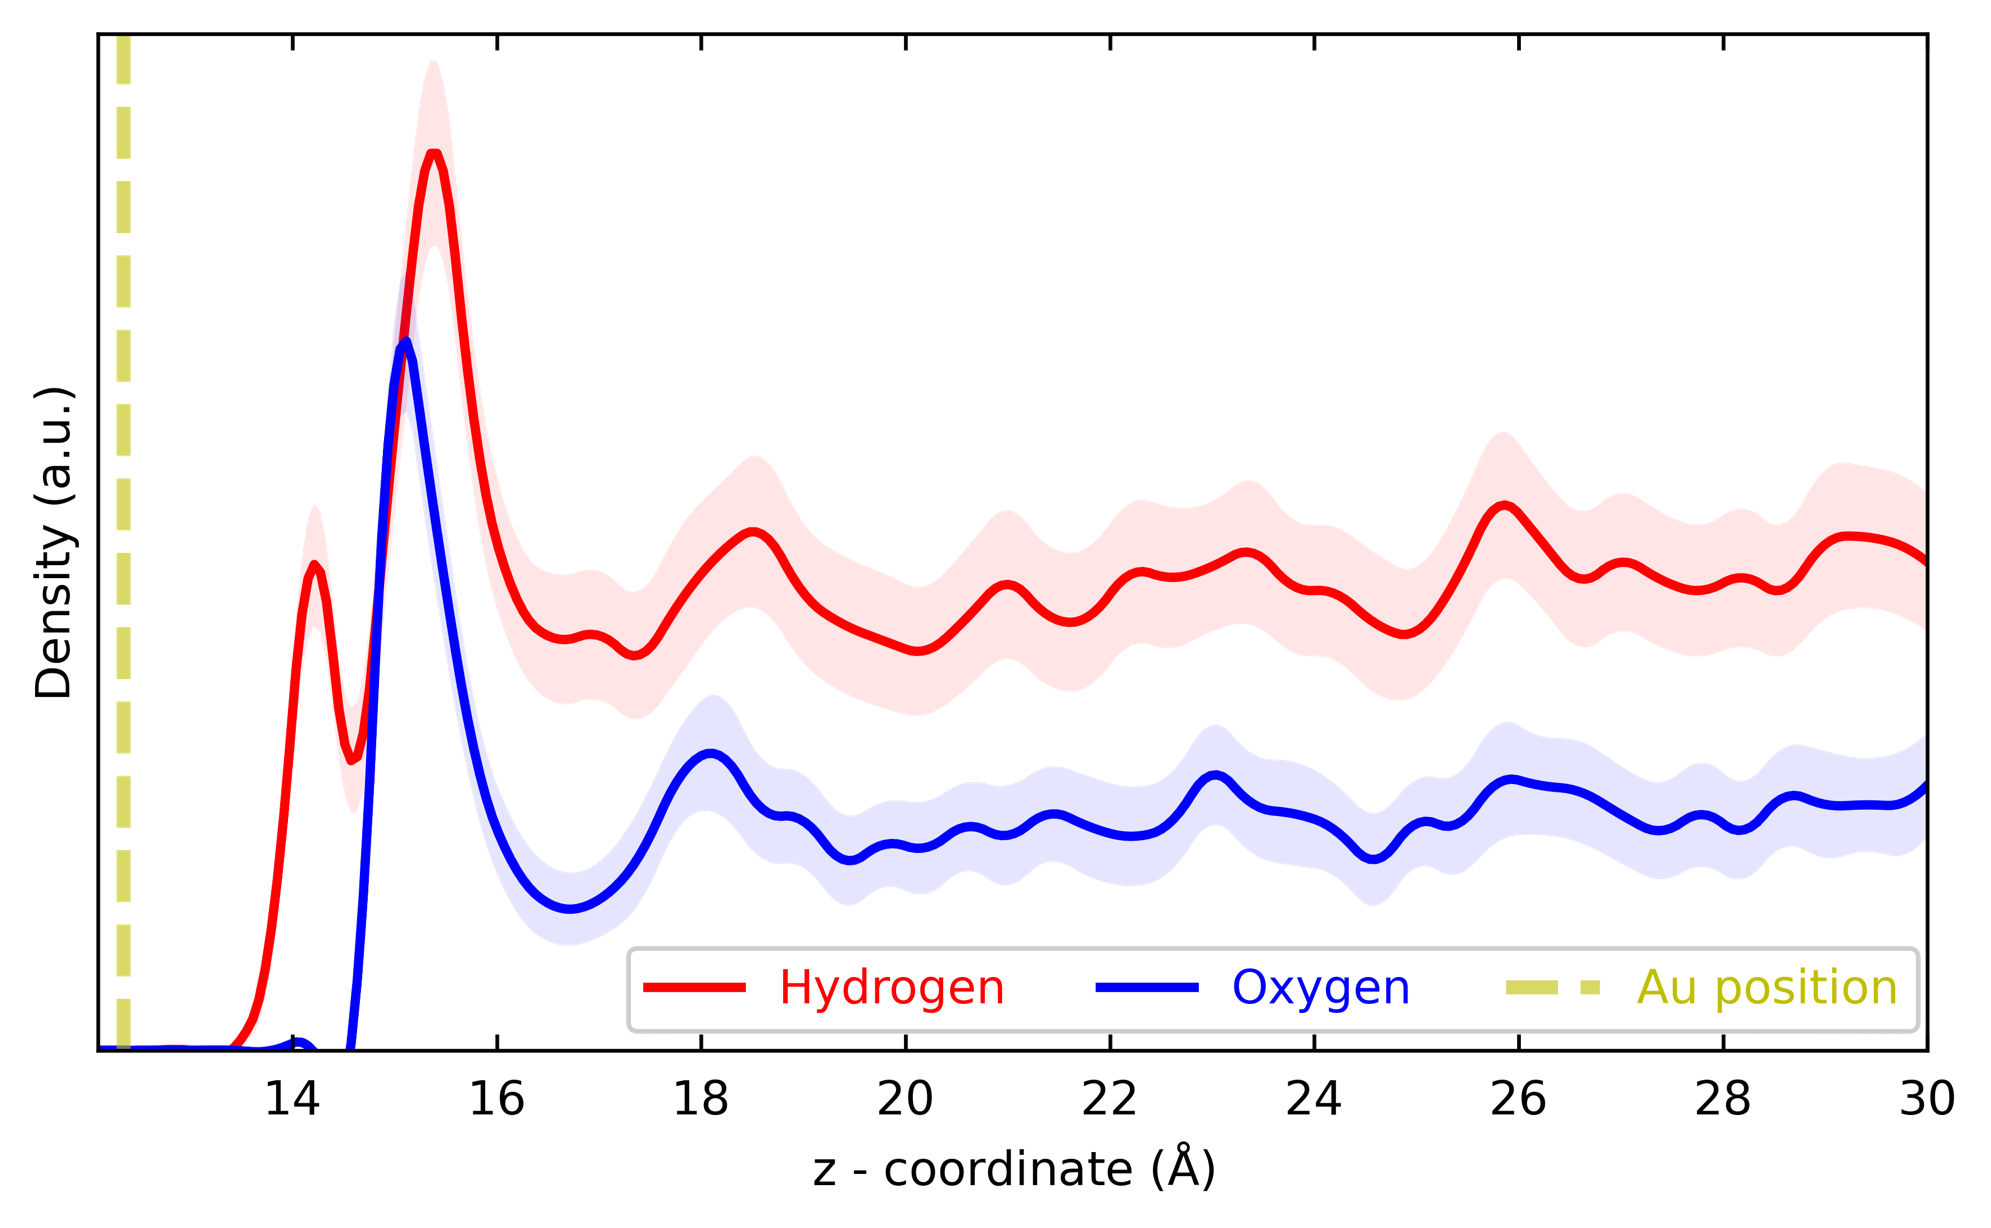 Density (a.u.)
Hydrogen Oxygen Au position
14 16 18 20 22 24 26 28 30
z - coordinate (Å)